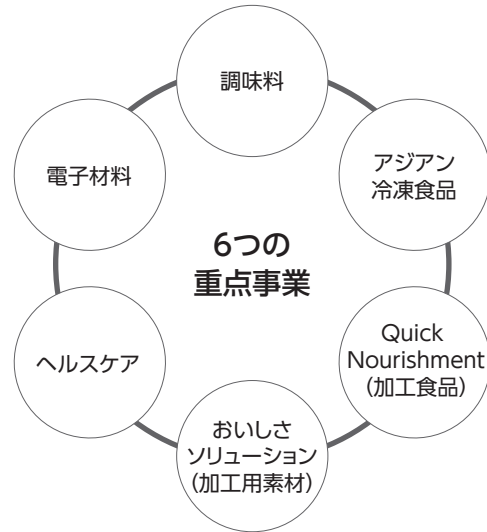 調味料
アジアン
冷凍食品
Quick
Nourishment
(加工食品)
おいしさ
ソリューション
(加工用素材)
ヘルスケア
電子材料
6つの
重点事業